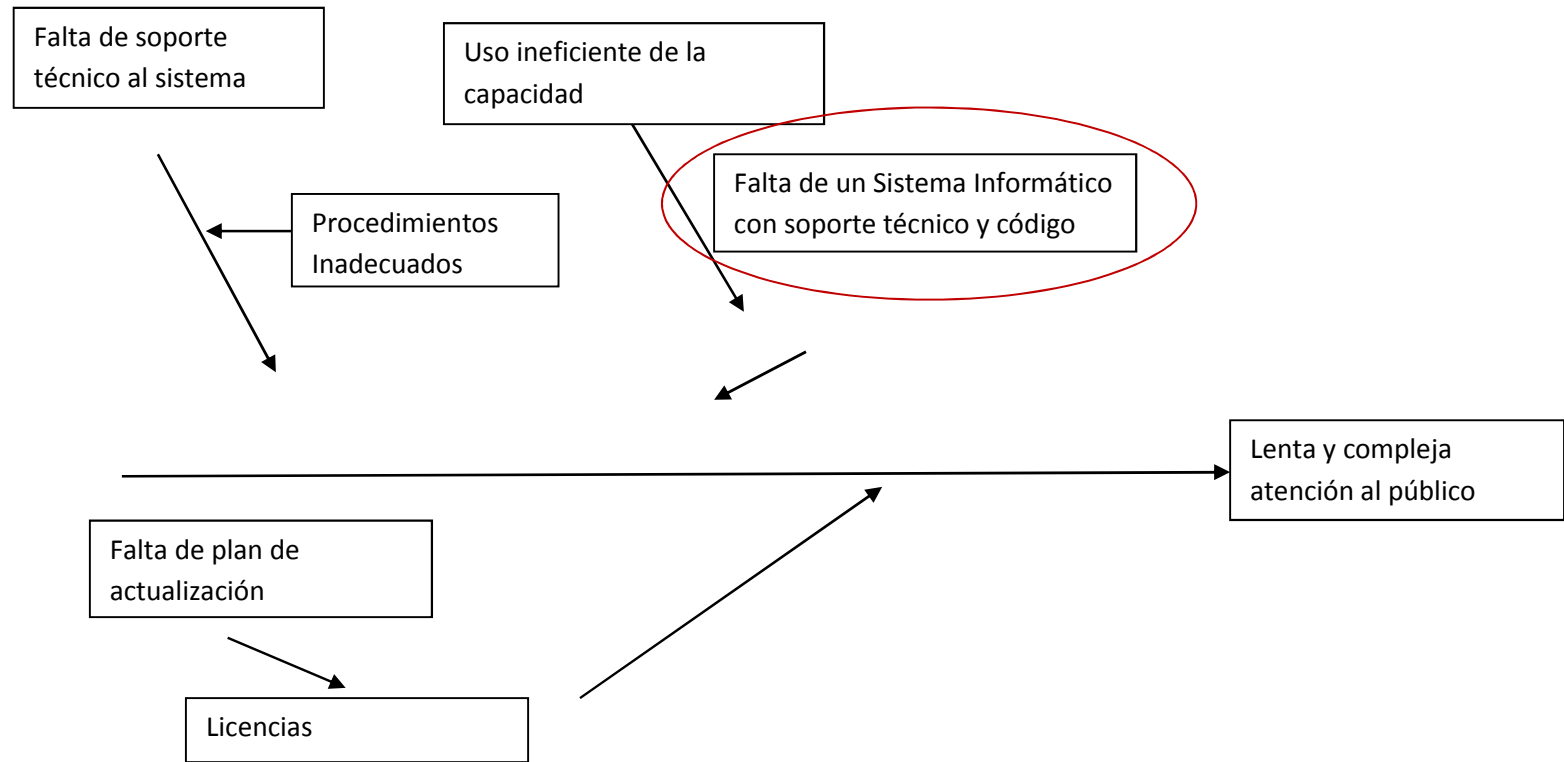 Falta de soporte
técnico al sistema
Uso ineficiente de la
capacidad
Falta de un Sistema Informático
con soporte técnico y código
Procedimientos
Inadecuados
Lenta y compleja
atención al público
Falta de plan de
actualización
Licencias